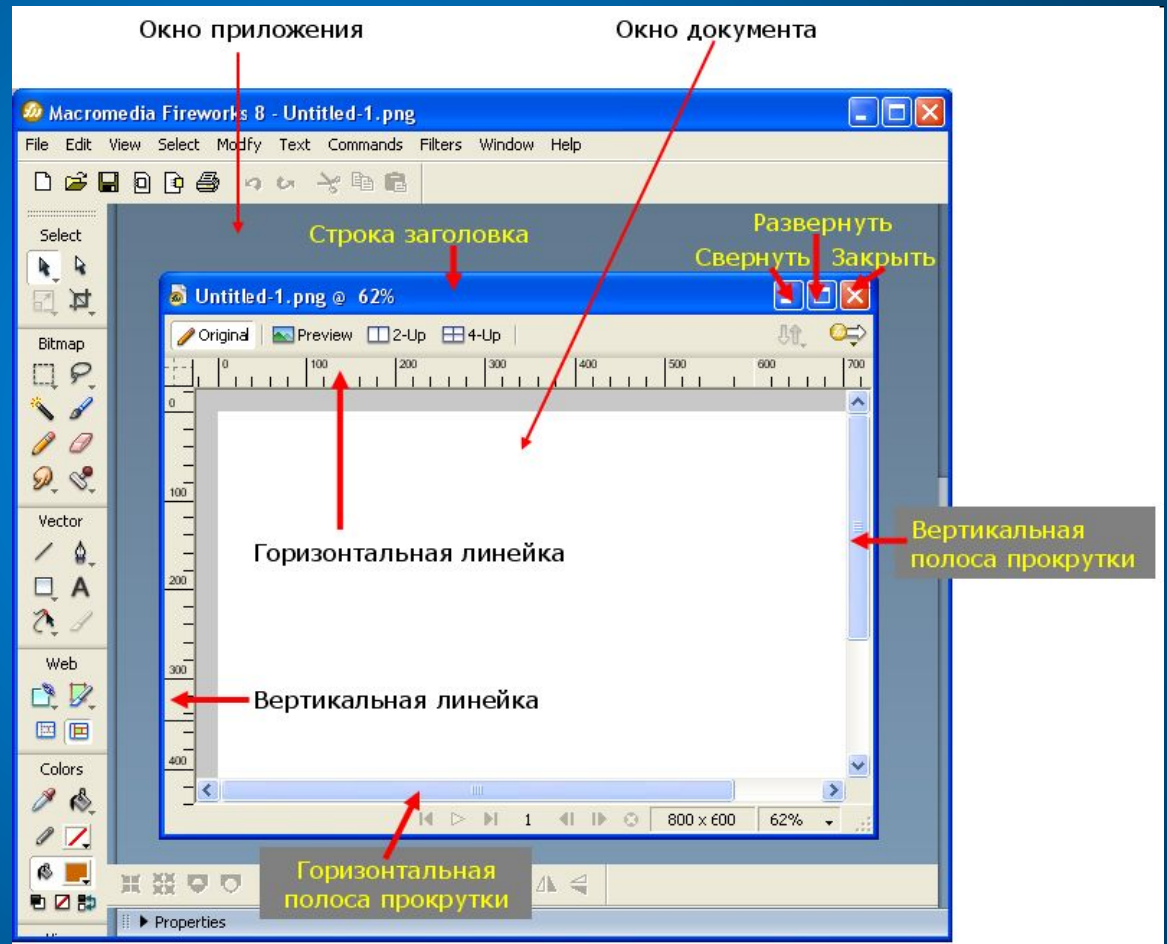 Окно приложения
Окно документа
Macromedia Fireworks 8 - Untitled-1.png
File Edit View Select Modify Text Commands Filters Window Help
Select
Строка заголовка
Развернуть
Свернуть
Закрыть
Untitled-1.png @ 62%
Original Preview 2-Up 4-Up
Bitmap
0 100 200 300 400 500 600 700
0
100
Vector
Горизонтальная линейка
Вертикальная
полоса прокрутки
200
Web
300
Вертикальная линейка
400
Colors
1 800 x 600 62%
Горизонтальная
полоса прокрутки
Properties